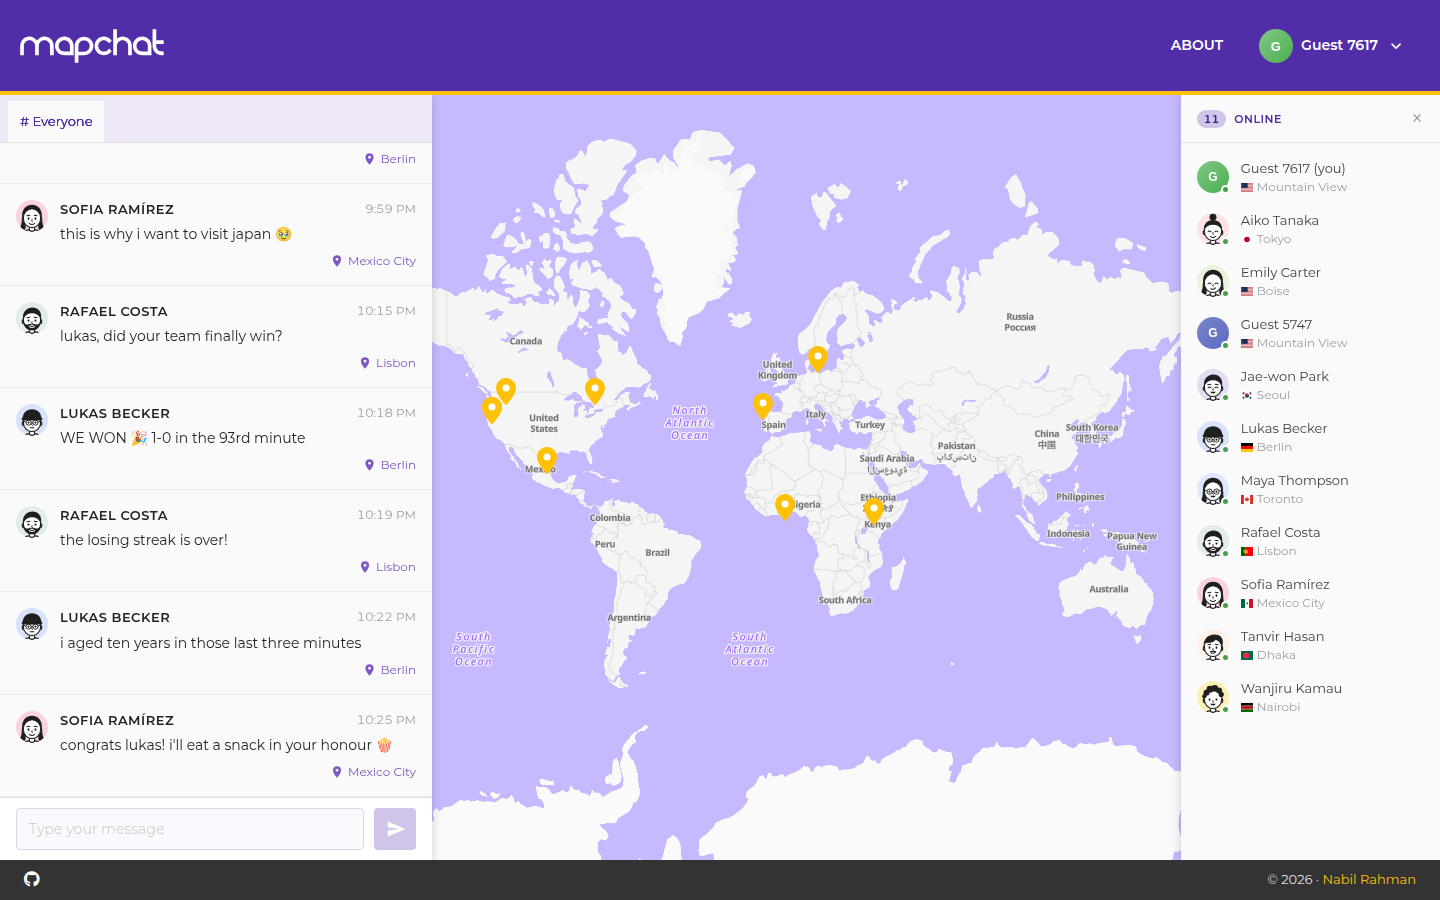 mapchat
ABOUT
G
Guest 7617
# Everyone
Berlin
SOFIA RAMÍREZ
9:59 PM
this is why i want to visit japan 🥹
Mexico City
RAFAEL COSTA
10:15 PM
lukas, did your team finally win?
Lisbon
LUKAS BECKER
10:18 PM
WE WON 🎉 1-0 in the 93rd minute
Berlin
RAFAEL COSTA
10:19 PM
the losing streak is over!
Lisbon
LUKAS BECKER
10:22 PM
i aged ten years in those last three minutes
Berlin
SOFIA RAMÍREZ
10:25 PM
congrats lukas! i'll eat a snack in your honour 🍿
Mexico City
Type your message
Canada
United
States
Mexico
North
Atlantic
Ocean
United
Kingdom
Spain
Italy
Turkey
Russia
Россия
Saudi Arabia
السعودية
Pakistan
پاکستان
China
中国
South Korea
대한민국
Philippines
Ethiopia
Kenya
Indonesia
Papua New
Guinea
Colombia
Peru
Brazil
Argentina
South Africa
Australia
South
Pacific
Ocean
South
Atlantic
Ocean
11 ONLINE
×
G
Guest 7617 (you)
Mountain View
Aiko Tanaka
Tokyo
Emily Carter
Boise
G
Guest 5747
Mountain View
Jae-won Park
Seoul
Lukas Becker
Berlin
Maya Thompson
Toronto
Rafael Costa
Lisbon
Sofia Ramírez
Mexico City
Tanvir Hasan
Dhaka
Wanjiru Kamau
Nairobi
© 2026 · Nabil Rahman